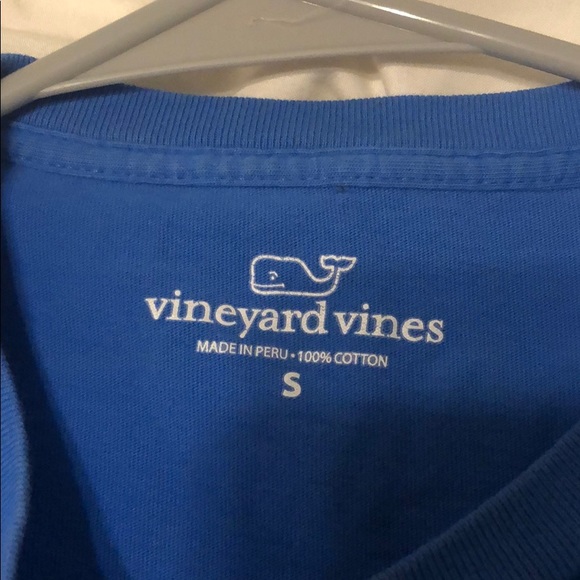 vineyard vines
MADE IN PERU • 100% COTTON
S